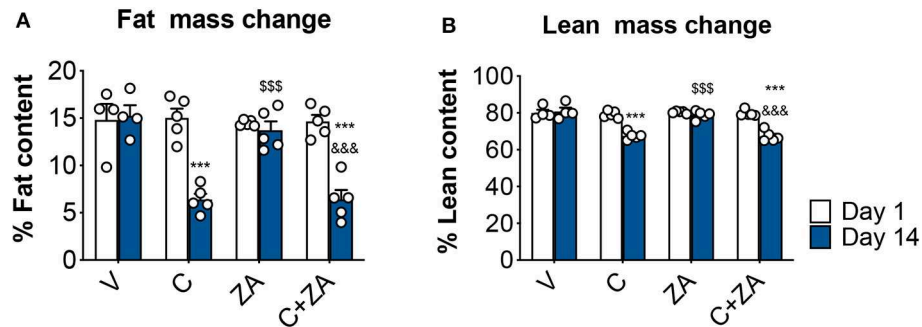 A
Fat mass change
% Fat content
20
15
10
5
0
***
$$$
***
&&&
V
C
ZA
C+ZA
B
Lean mass change
% Lean content
100
80
60
40
20
0
***
$$$
***
&&&
V
C
ZA
C+ZA
Day 1
Day 14